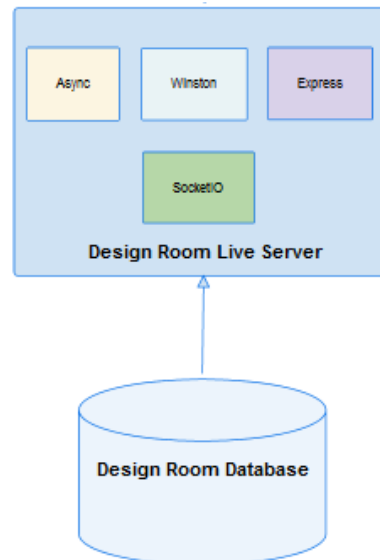 Async
Winston
Express
SocketIO
Design Room Live Server
Design Room Database